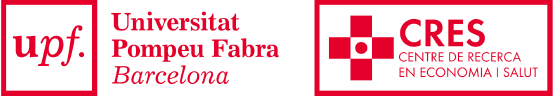 upf.
Universitat
Pompeu Fabra
Barcelona
CRES
CENTRE DE RECERCA
EN ECONOMIA I SALUT